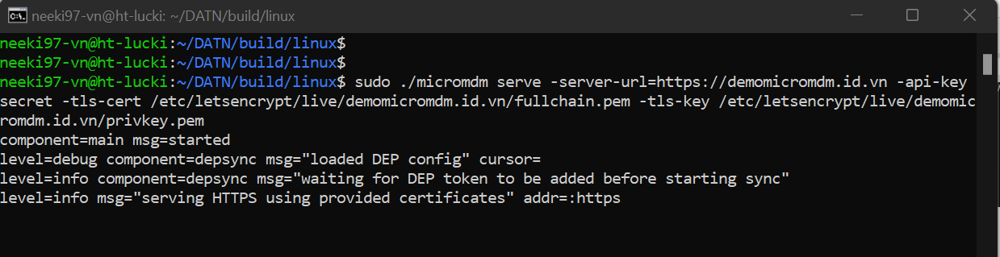 neeki97-vn@ht-lucki: ~/DATN/build/linux
neeki97-vn@ht-lucki:~/DATN/build/linux$
neeki97-vn@ht-lucki:~/DATN/build/linux$
neeki97-vn@ht-lucki:~/DATN/build/linux$ sudo ./micromdm serve -server-url=https://demomicromdm.id.vn -api-key
secret -tls-cert /etc/letsencrypt/live/demomicromdm.id.vn/fullchain.pem -tls-key /etc/letsencrypt/live/demomic
romdm.id.vn/privkey.pem
component=main msg=started
level=debug component=depsync msg="loaded DEP config" cursor=
level=info component=depsync msg="waiting for DEP token to be added before starting sync"
level=info msg="serving HTTPS using provided certificates" addr=:https